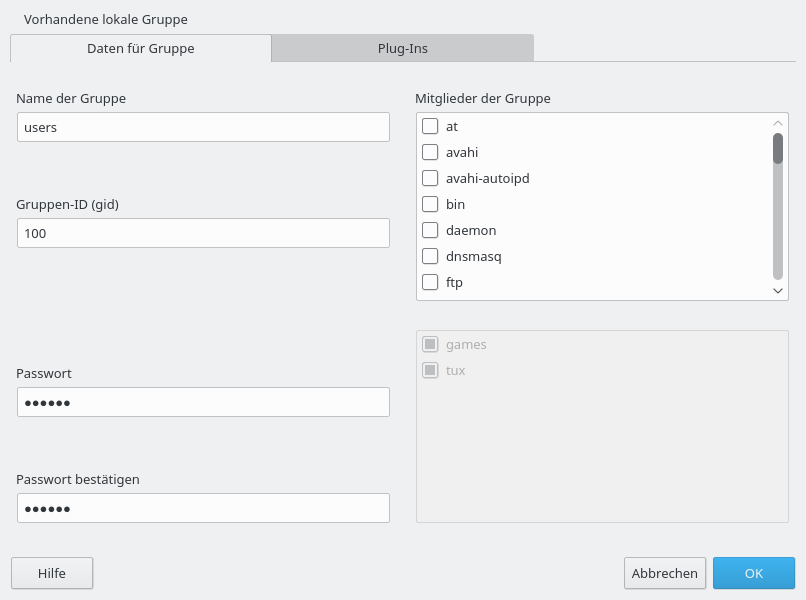 Vorhandene lokale Gruppe
Daten für Gruppe
Plug-Ins
Name der Gruppe
users
Gruppen-ID (gid)
100
Passwort
●●●●●●
Passwort bestätigen
●●●●●●
Mitglieder der Gruppe
at
avahi
avahi-autoipd
bin
daemon
dnsmasq
ftp
games
tux
Hilfe
Abbrechen
OK